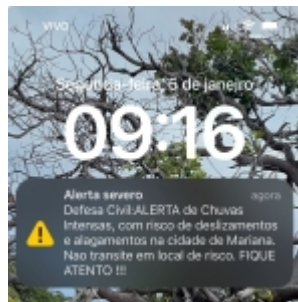 VIVO
Segunda-feira, 6 de janeiro
09:16
Alerta severo agora
Defesa Civil:ALERTA de Chuvas
Intensas, com risco de deslizamentos
e alagamentos na cidade de Mariana.
Nao transite em local de risco. FIQUE
ATENTO !!!